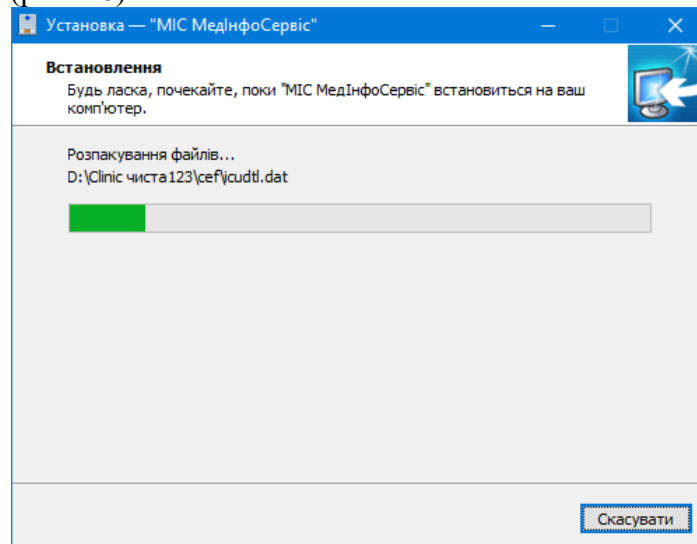 Установка — "МІС МедІнфоСервіс"
Встановлення
Будь ласка, почекайте, поки "МІС МедІнфоСервіс" встановиться на ваш
комп'ютер.
Розпакування файлів...
D:\Clinic чиста123\cef\icudtl.dat
Скасувати